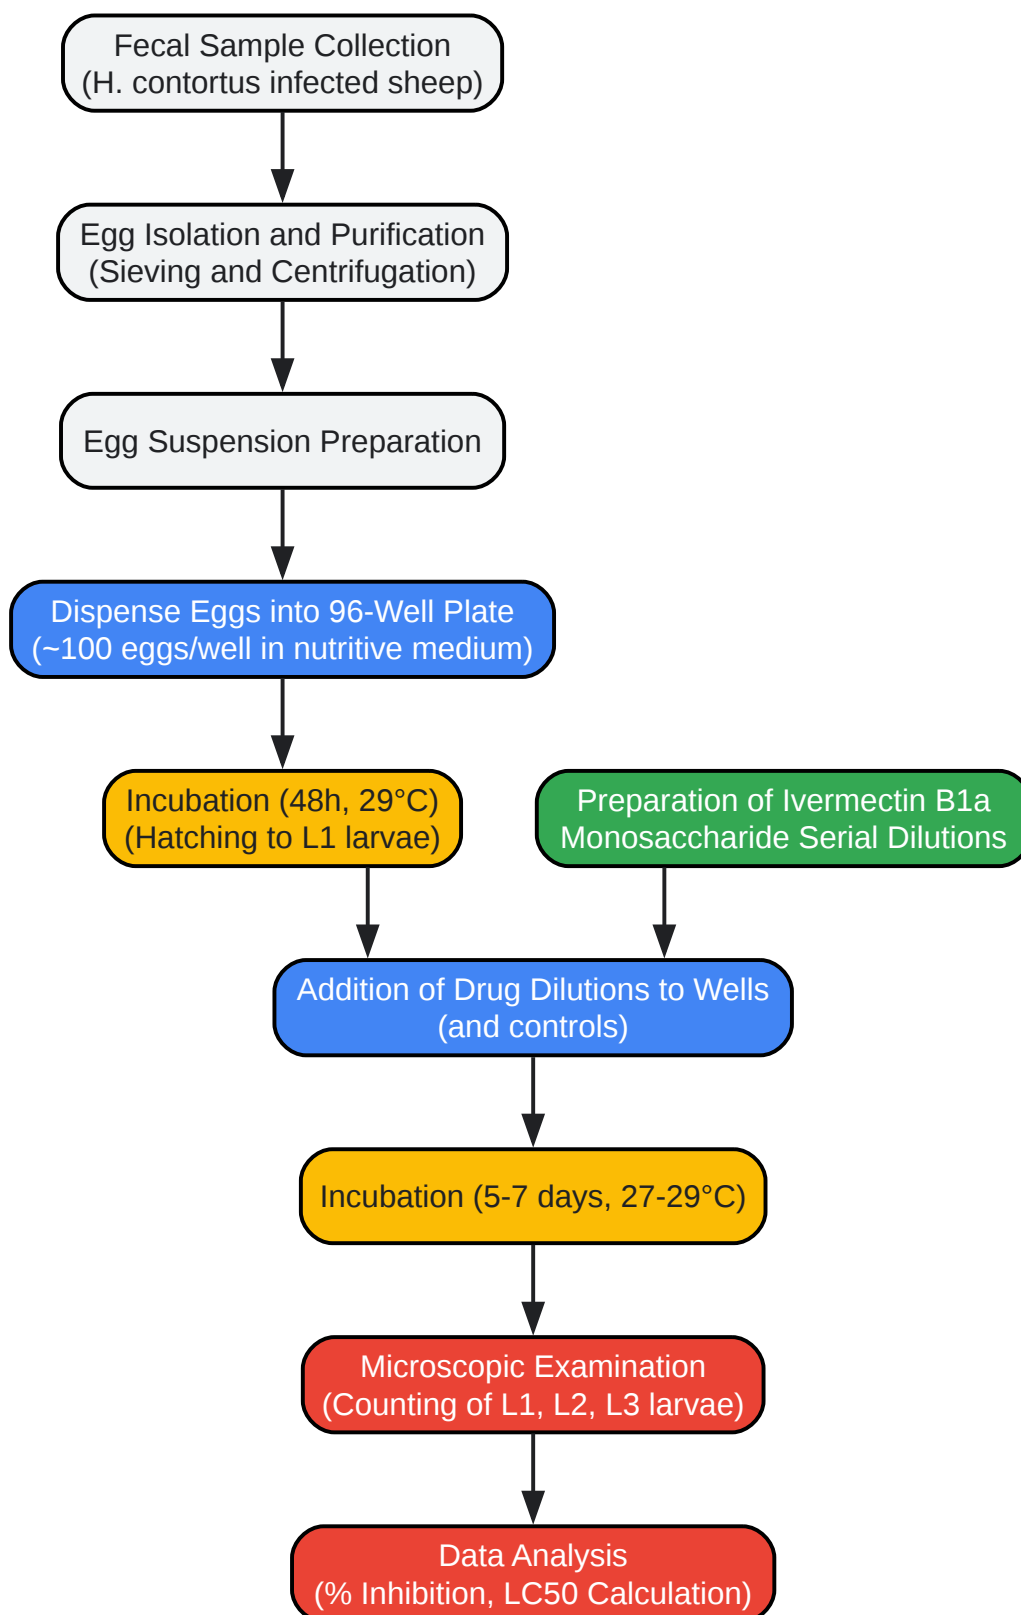 Fecal Sample Collection
(H. contortus infected sheep)
Egg Isolation and Purification
(Sieving and Centrifugation)
Egg Suspension Preparation
Dispense Eggs into 96-Well Plate
(~100 eggs/well in nutritive medium)
Incubation (48h, 29°C)
(Hatching to L1 larvae)
Preparation of Ivermectin B1a
Monosaccharide Serial Dilutions
Addition of Drug Dilutions to Wells
(and controls)
Incubation (5-7 days, 27-29°C)
Microscopic Examination
(Counting of L1, L2, L3 larvae)
Data Analysis
(% Inhibition, LC50 Calculation)